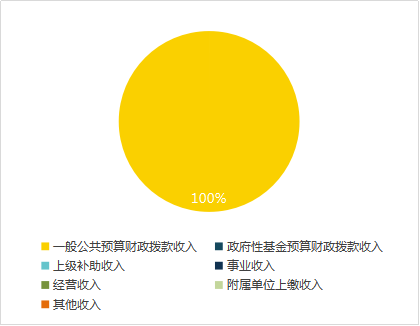 100%
一般公共预算财政拨款收入 政府性基金预算财政拨款收入
上级补助收入 事业收入
经营收入 附属单位上缴收入
其他收入